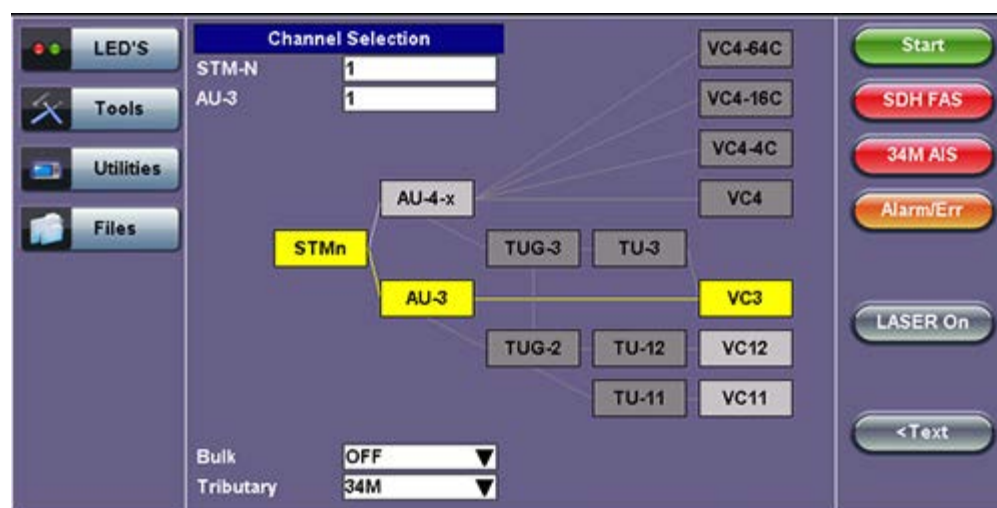 LED'S
Tools
Utilities
Files
Channel Selection
STM-N 1
AU-3 1
VC4-64C
VC4-16C
VC4-4C
AU-4-x VC4
STMn TUG-3 TU-3
AU-3 VC3
TUG-2 TU-12 VC12
TU-11 VC11
Bulk OFF
Tributary 34M
Start
SDH FAS
34M AIS
Alarm/Err
LASER On
<Text